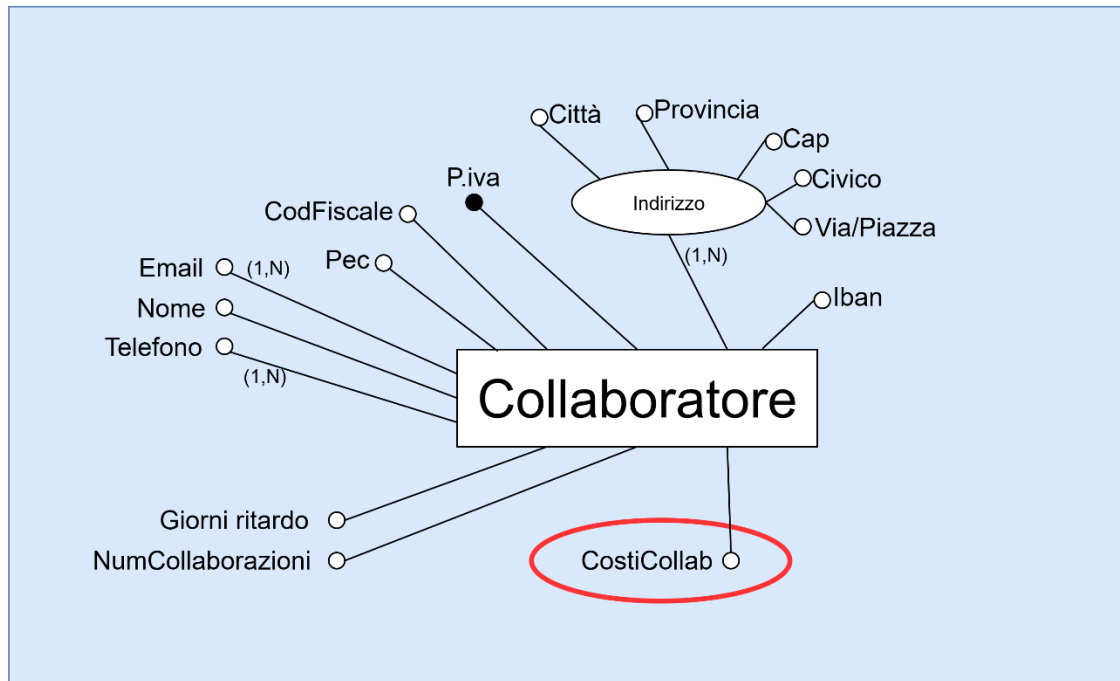 Città
Provincia
Cap
P.iva
Civico
Indirizzo
CodFiscale
Via/Piazza
Pec
(1,N)
Email
(1,N)
Nome
Iban
Telefono
(1,N)
Collaboratore
Giorni ritardo
NumCollaborazioni
CostiCollab